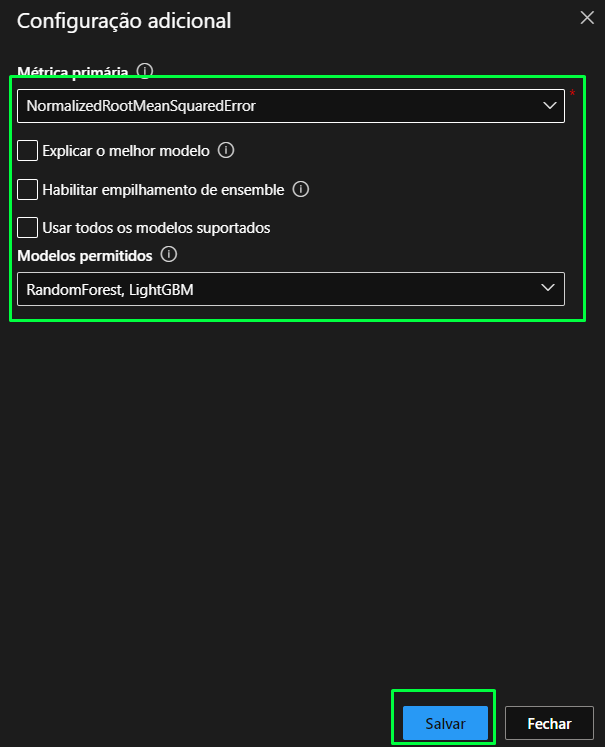 Configuração adicional
Métrica primária
NormalizedRootMeanSquaredError
*
Explicar o melhor modelo
Habilitar empilhamento de ensemble
Usar todos os modelos suportados
Modelos permitidos
RandomForest, LightGBM
Salvar
Fechar